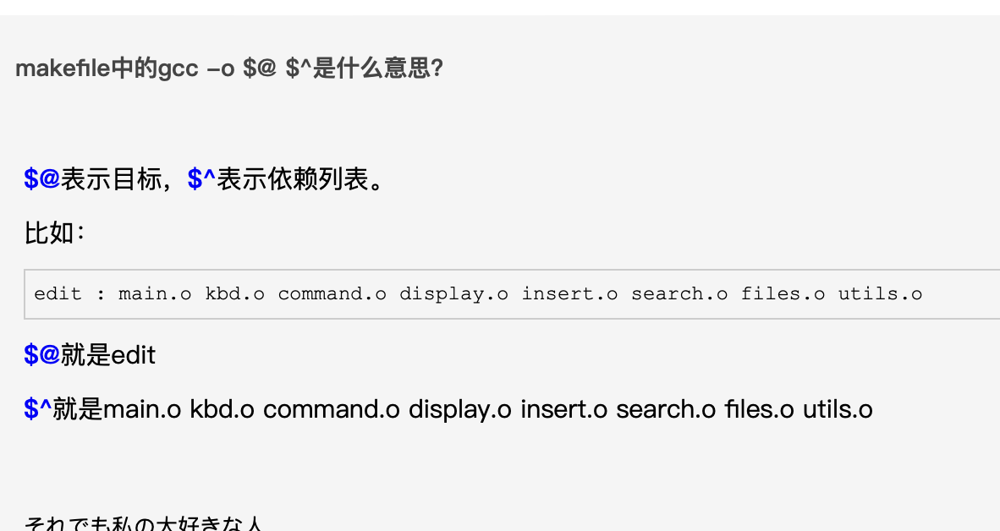 makefile中的gcc -o $@ $^是什么意思?
$@表示目标，$^表示依赖列表。
比如：
edit : main.o kbd.o command.o display.o insert.o search.o files.o utils.o
$@就是edit
$^就是main.o kbd.o command.o display.o insert.o search.o files.o utils.o
それでも私の大好きな人